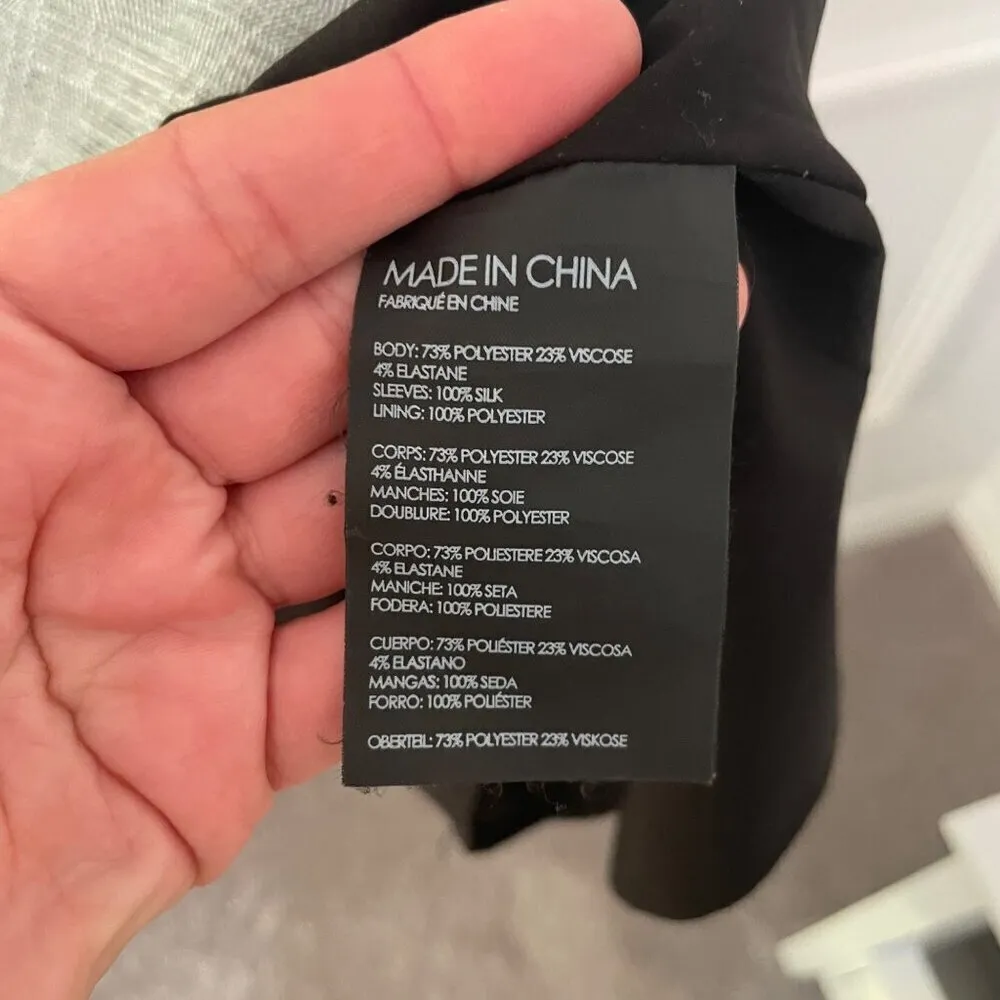 MADE IN CHINA
FABRIQUÉ EN CHINE
BODY: 73% POLYESTER 23% VISCOSE
4% ELASTANE
SLEEVES: 100% SILK
LINING: 100% POLYESTER
CORPS: 73% POLYESTER 23% VISCOSE
4% ÉLASTHANNE
MANCHES: 100% SOIE
DOUBLURE: 100% POLYESTER
CORPO: 73% POLIESTERE 23% VISCOSA
4% ELASTANE
MANICHE: 100% SETA
FODERA: 100% POLIESTERE
CUERPO: 73% POLIÉSTER 23% VISCOSA
4% ELASTANO
MANGAS: 100% SEDA
FORRO: 100% POLIÉSTER
OBERTEIL: 73% POLYESTER 23% VISKOSE